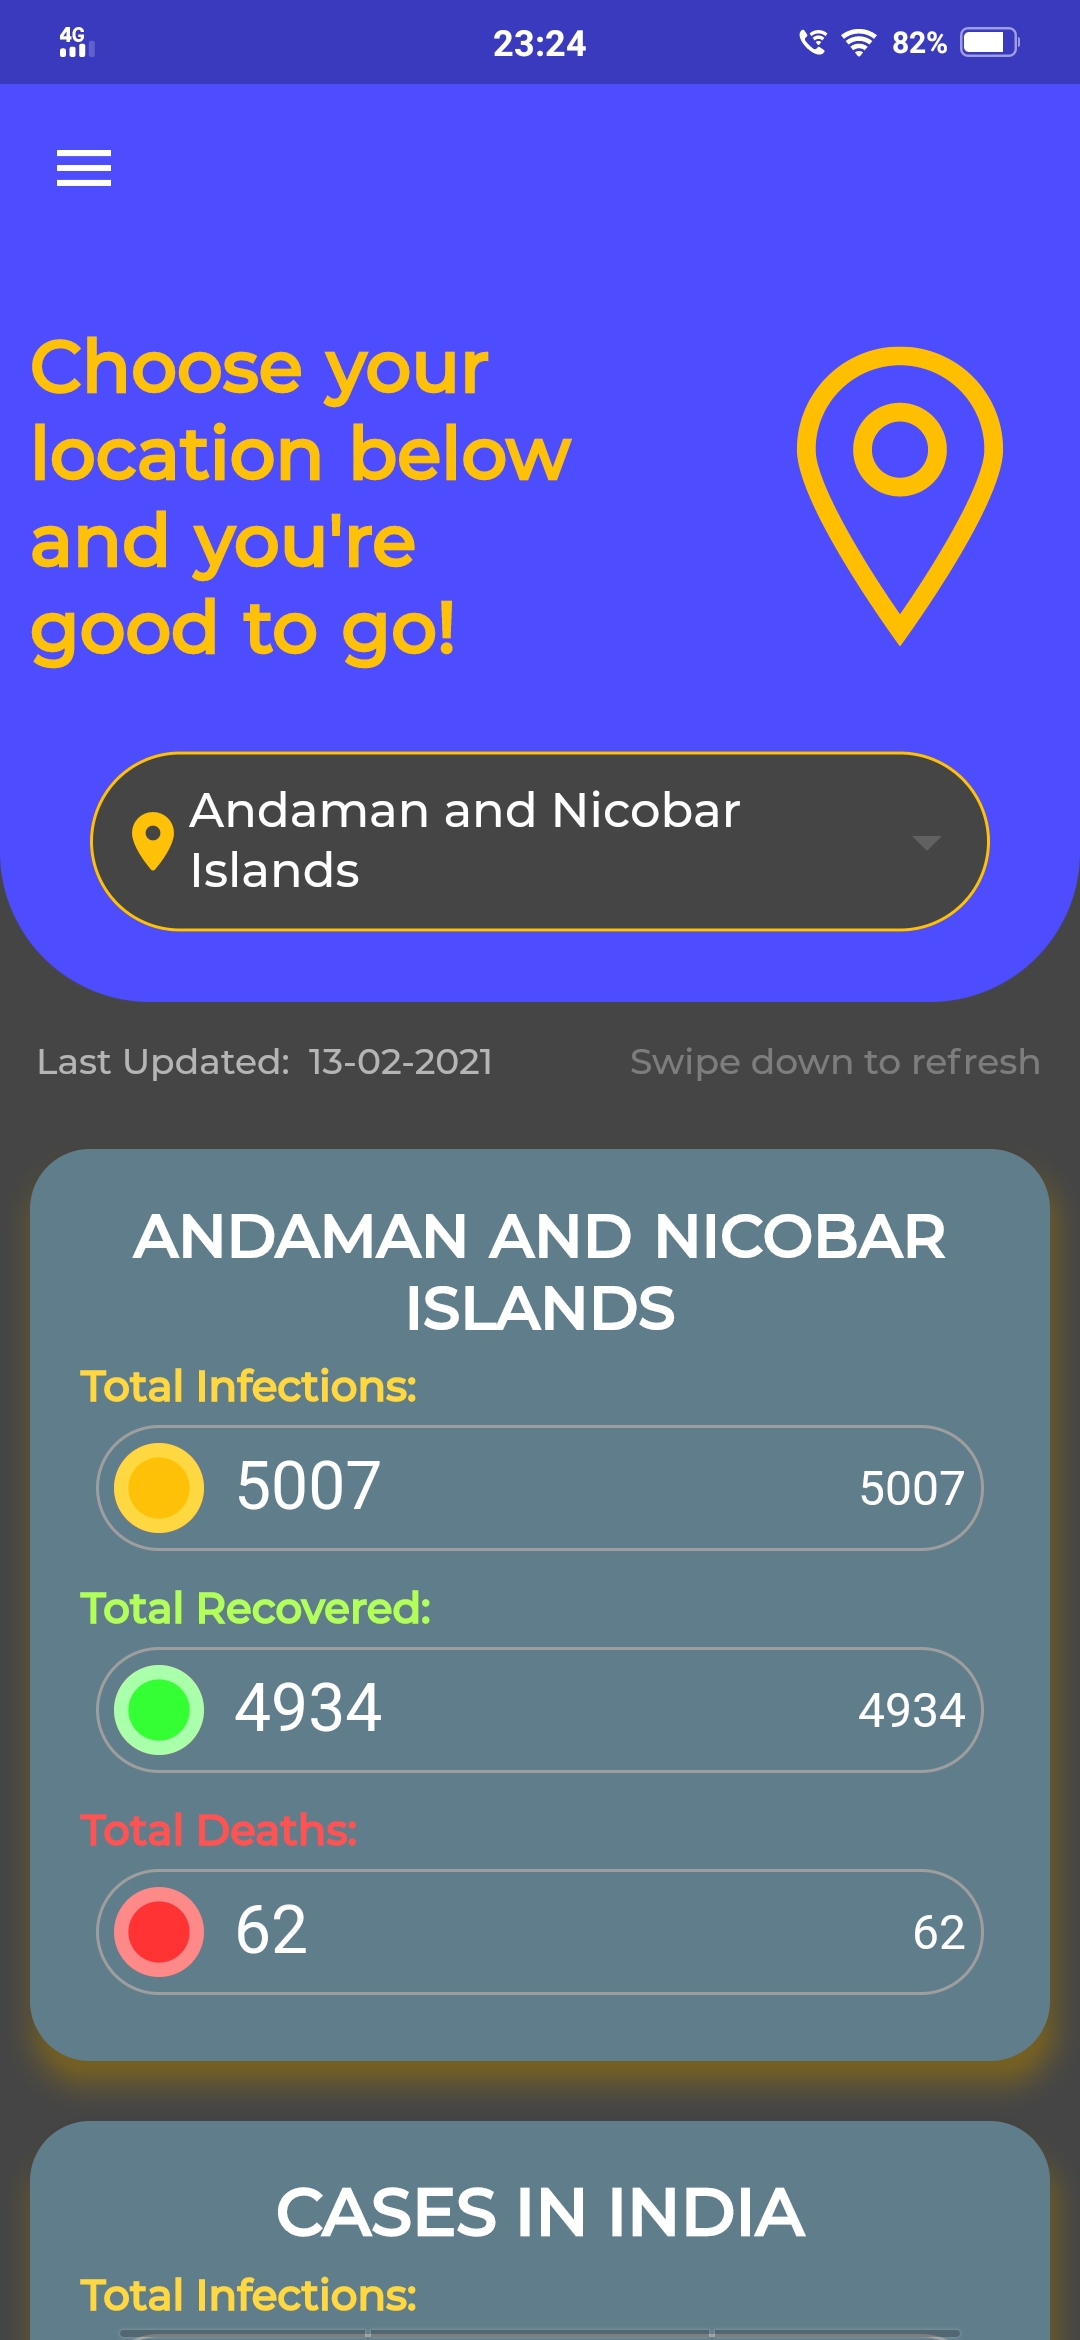 4G
23:24
82%
Choose your
location below
and you're
good to go!
Andaman and Nicobar
Islands
Last Updated: 13-02-2021
Swipe down to refresh
ANDAMAN AND NICOBAR
ISLANDS
Total Infections:
5007
5007
Total Recovered:
4934
4934
Total Deaths:
62
62
CASES IN INDIA
Total Infections: